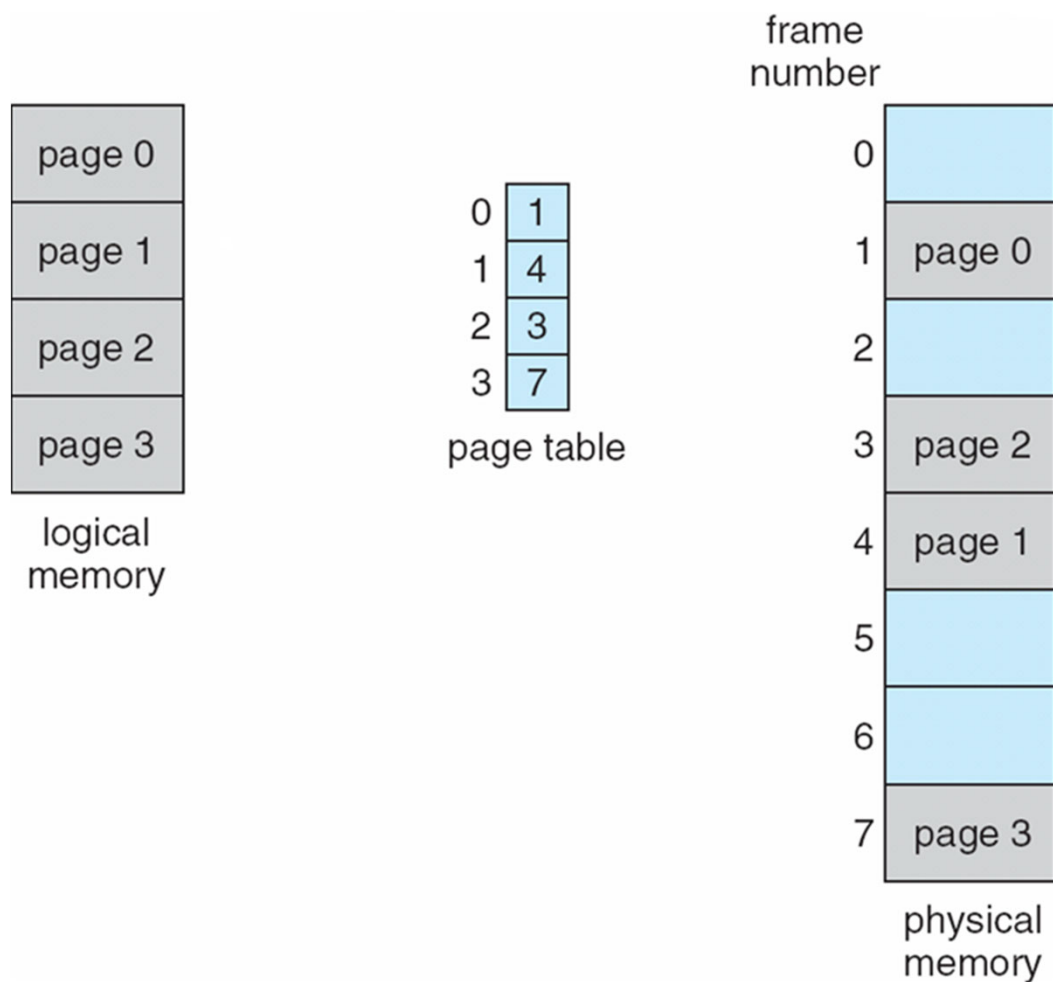 page 0
page 1
page 2
page 3
logical
memory
0 1
1 4
2 3
3 7
page table
frame
number
0
1 page 0
2
3 page 2
4 page 1
5
6
7 page 3
physical
memory